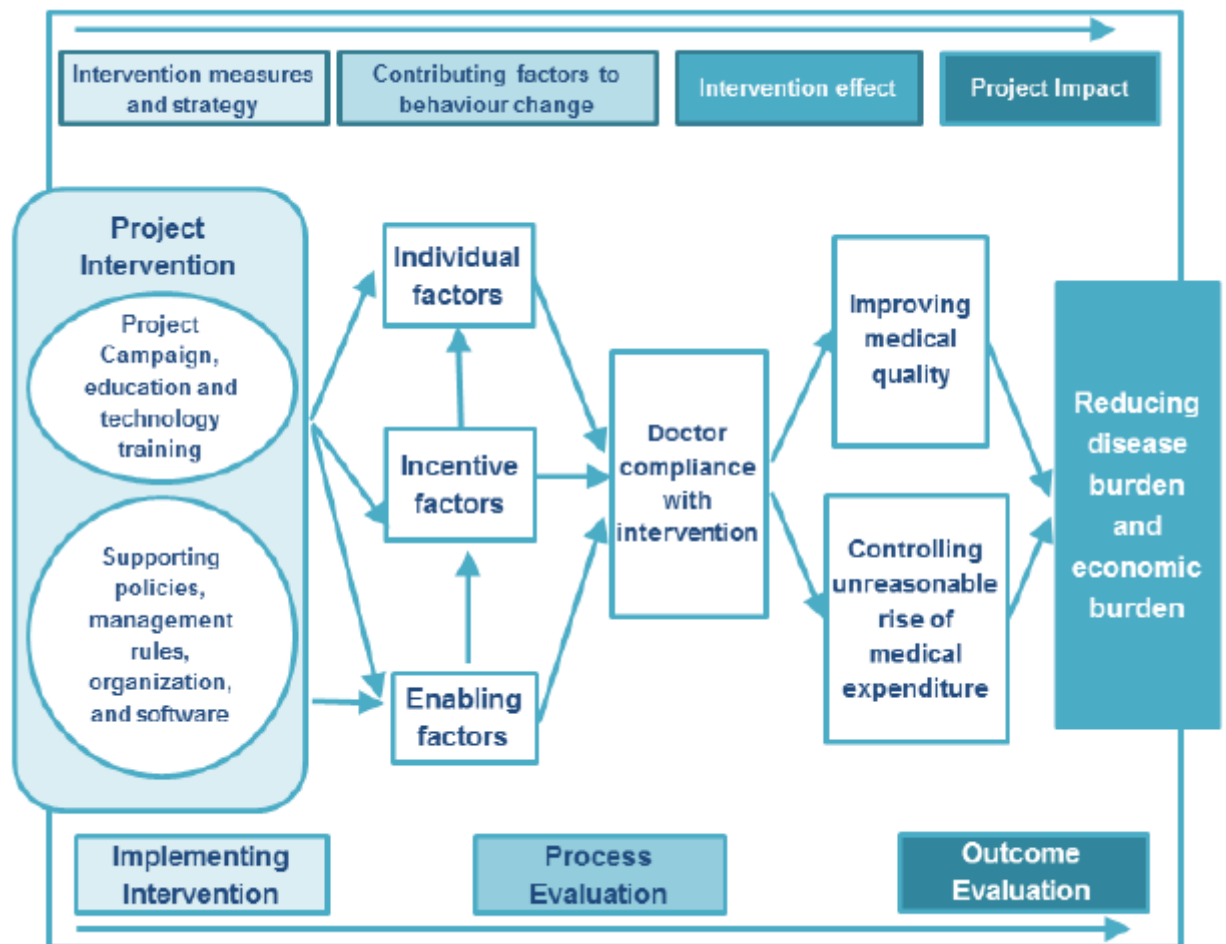 Intervention measures
and strategy
Contributing factors to
behaviour change
Intervention effect
Project Impact
Project
Intervention
Project
Campaign,
education and
technology
training
Supporting
policies,
management
rules,
organization,
and software
Individual
factors
Incentive
factors
Enabling
factors
Doctor
compliance
with
intervention
Improving
medical
quality
Controlling
unreasonable
rise of
medical
expenditure
Reducing
disease
burden
and
economic
burden
Implementing
Intervention
Process
Evaluation
Outcome
Evaluation